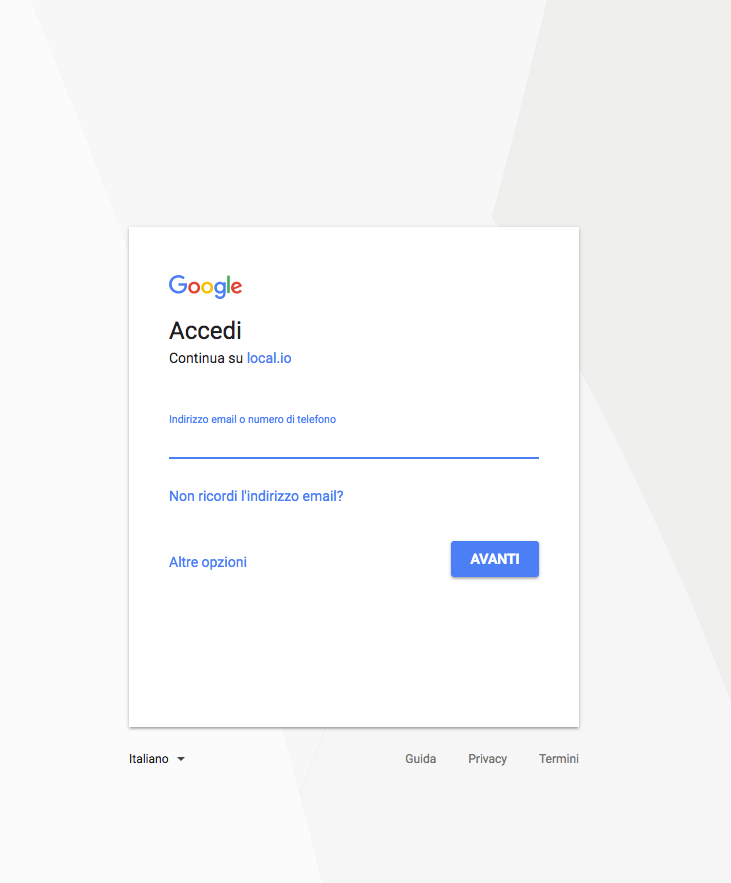 Google
Accedi
Continua su local.io
Indirizzo email o numero di telefono
Non ricordi l'indirizzo email?
Altre opzioni
AVANTI
Italiano
Guida
Privacy
Termini